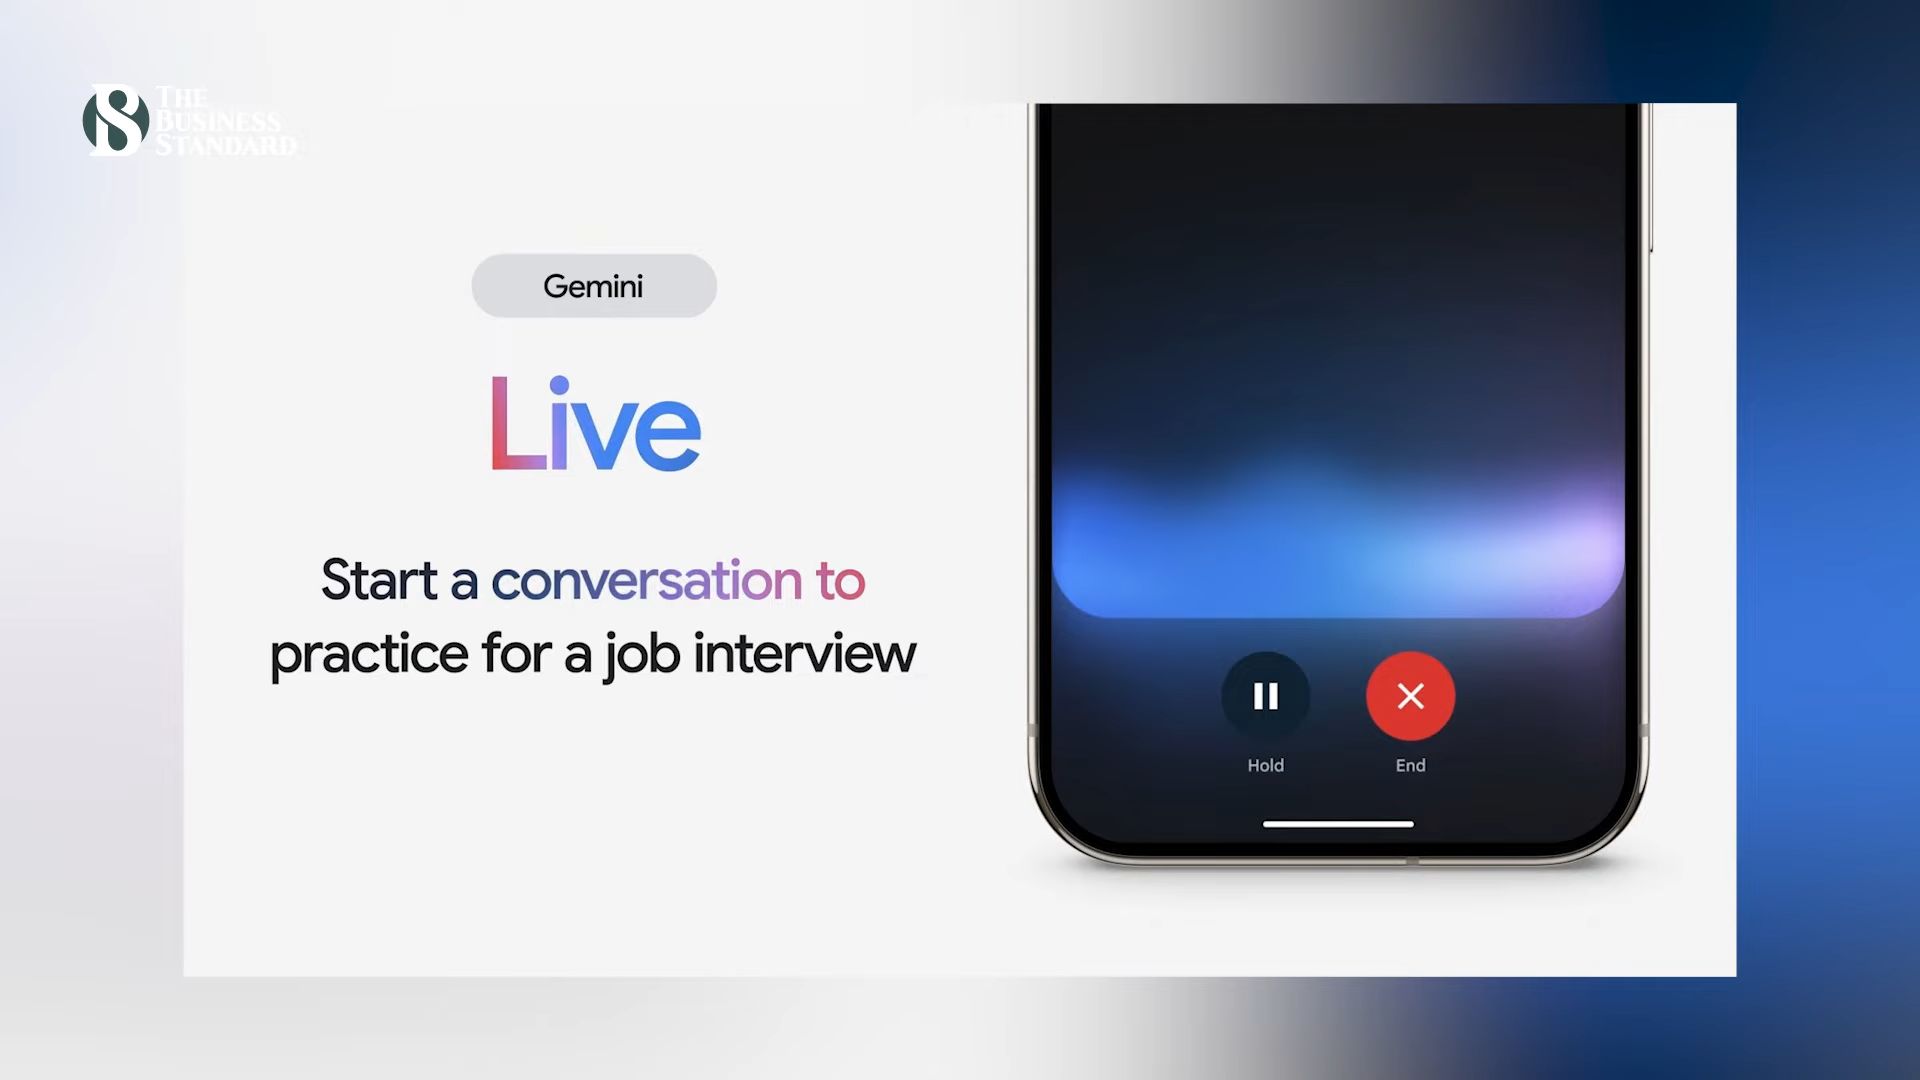 THE
BUSINESS
STANDARD
Gemini
Live
Start a conversation to
practice for a job interview
Hold
End